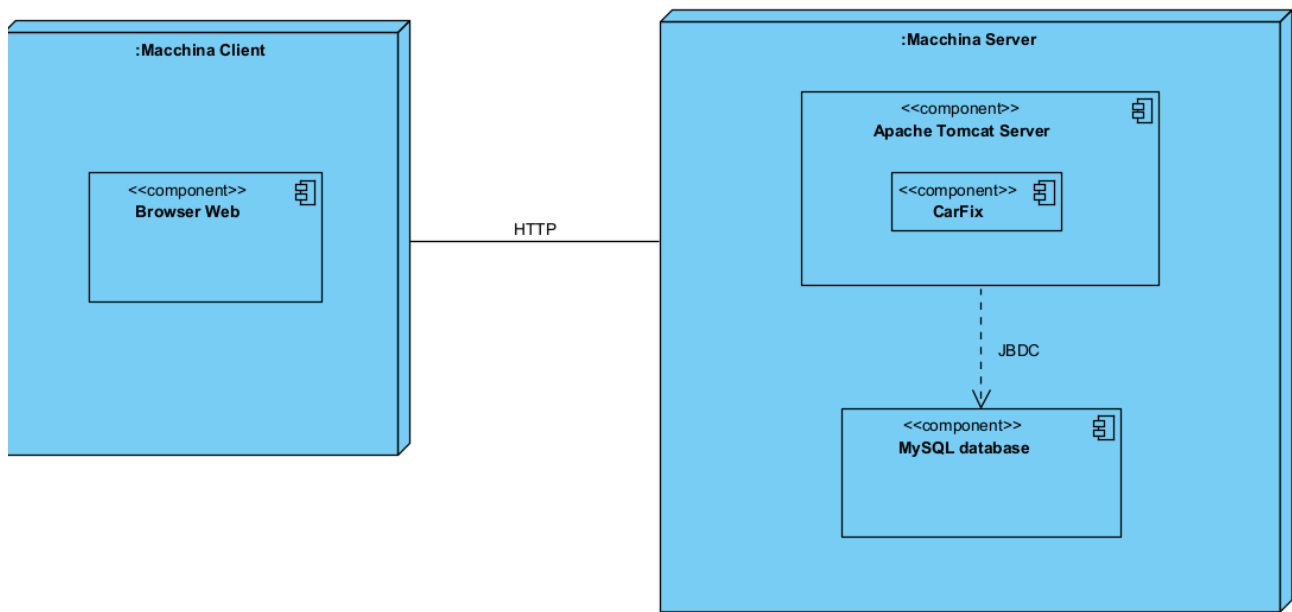 :Macchina Client
<<component>>
Browser Web
HTTP
:Macchina Server
<<component>>
Apache Tomcat Server
<<component>>
CarFix
JBDC
<<component>>
MySQL database